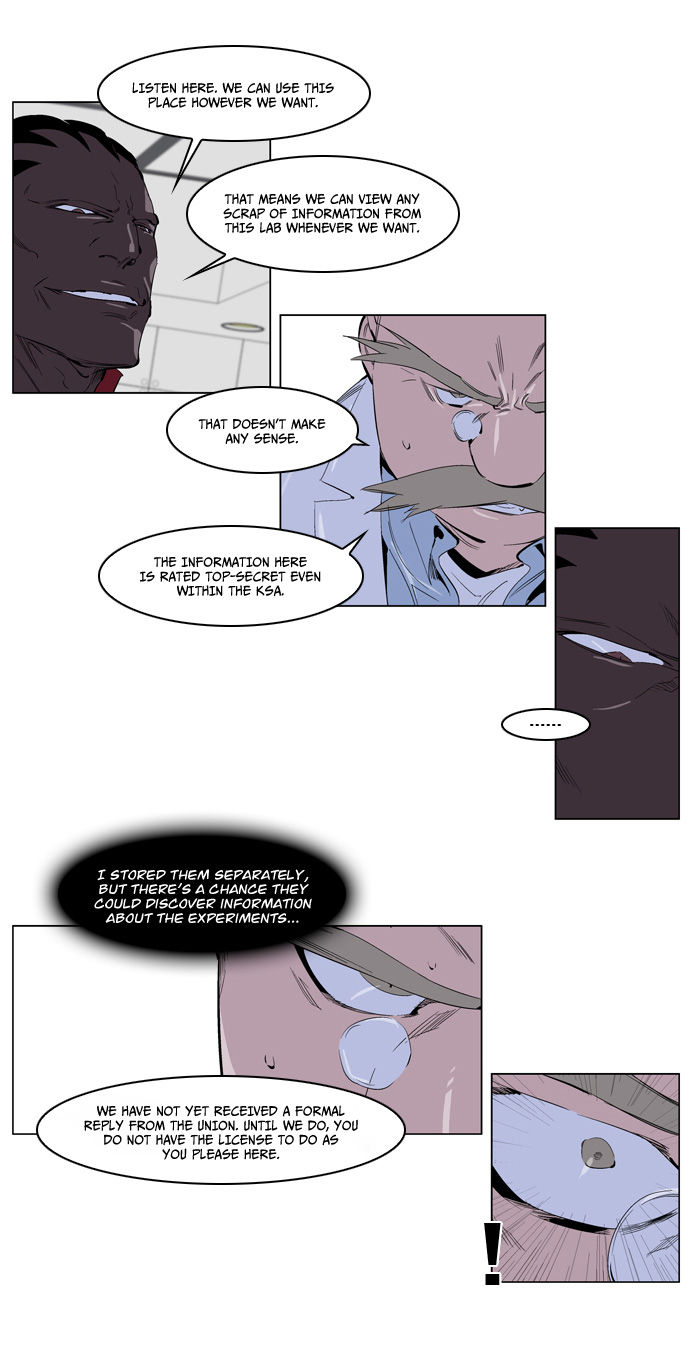 LISTEN HERE. WE CAN USE THIS
PLACE HOWEVER WE WANT.
THAT MEANS WE CAN VIEW ANY
SCRAP OF INFORMATION FROM
THIS LAB WHENEVER WE WANT.
THAT DOESN'T MAKE
ANY SENSE.
THE INFORMATION HERE
IS RATED TOP-SECRET EVEN
WITHIN THE KSA.
------
I STORED THEM SEPARATELY,
BUT THERE'S A CHANCE THEY
COULD DISCOVER INFORMATION
ABOUT THE EXPERIMENTS...
WE HAVE NOT YET RECEIVED A FORMAL
REPLY FROM THE UNION. UNTIL WE DO, YOU
DO NOT HAVE THE LICENSE TO DO AS
YOU PLEASE HERE.
!